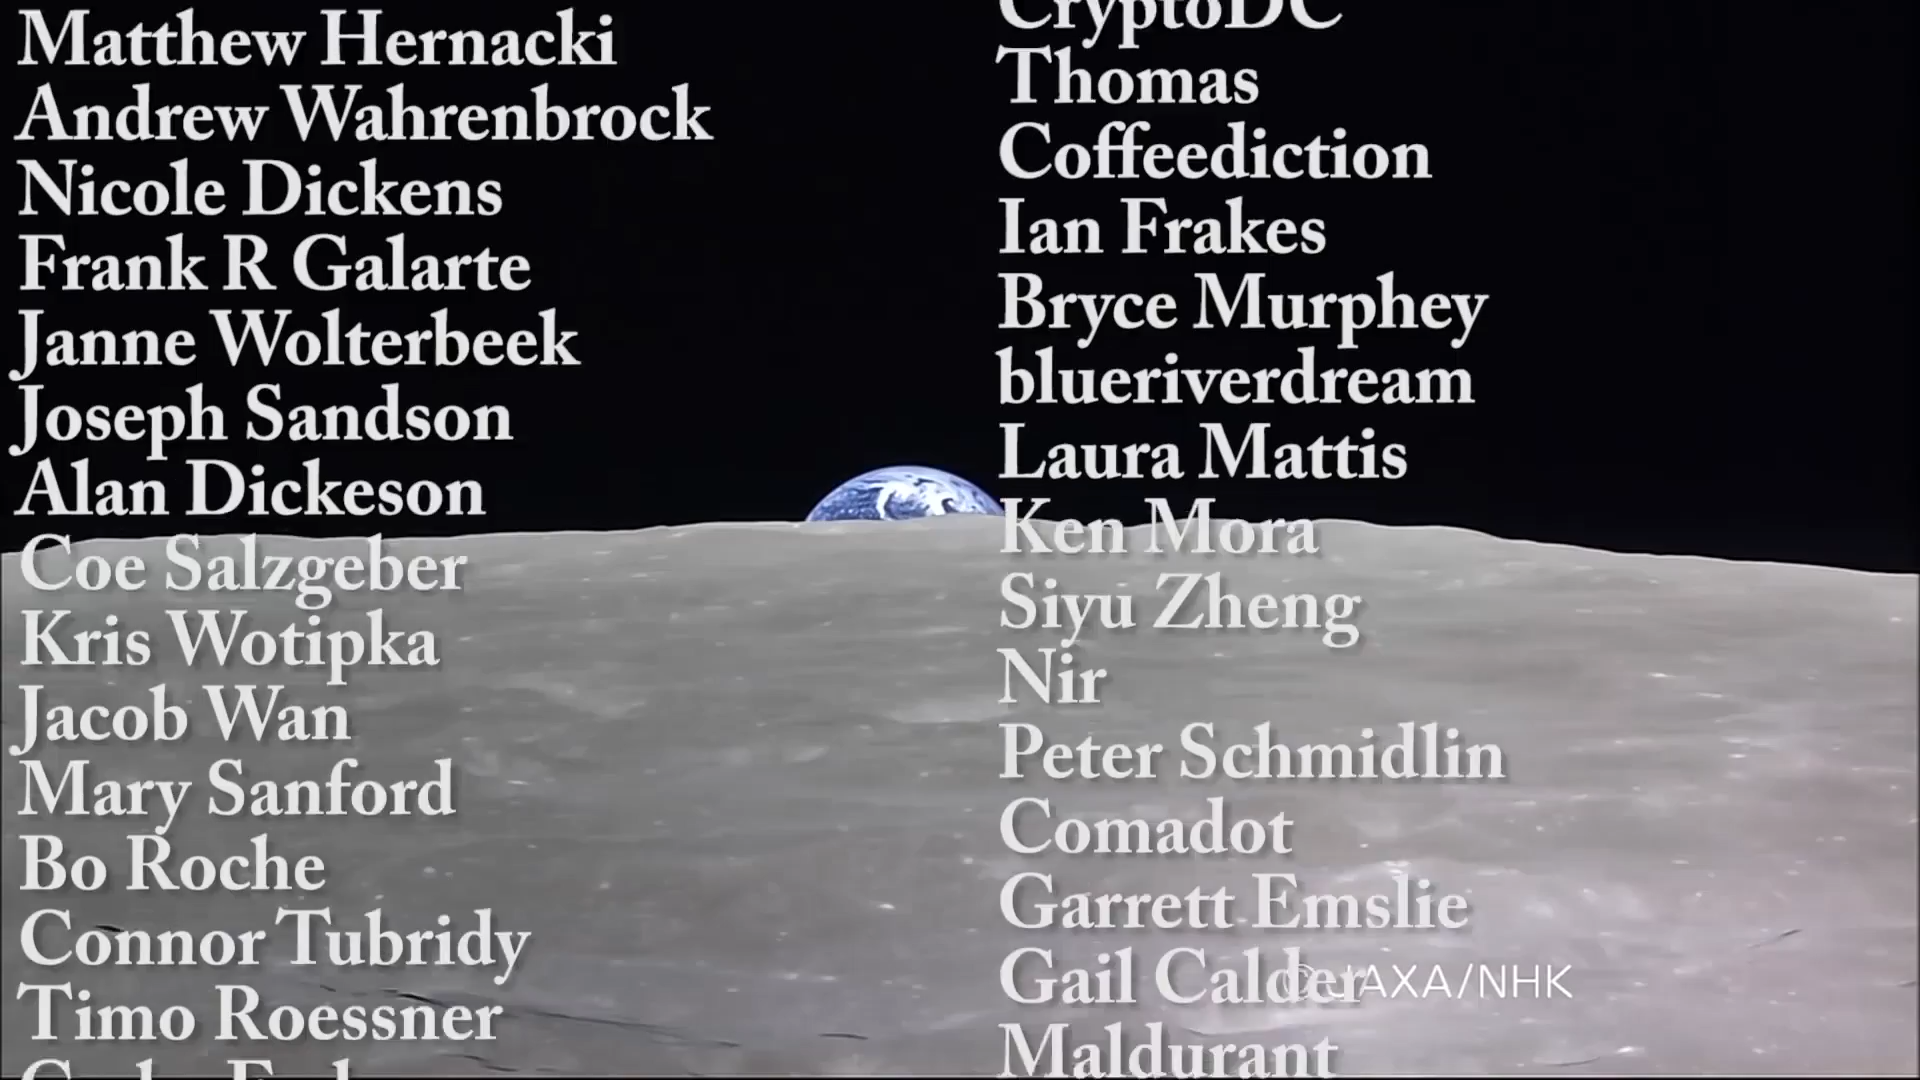 Matthew Hernacki
Andrew Wahrenbrock
Nicole Dickens
Frank R Galarte
Janne Wolterbeek
Joseph Sandson
Alan Dickeson
Coe Salzgeber
Kris Wotipka
Jacob Wan
Mary Sanford
Bo Roche
Connor Tubridy
Timo Roessner
CryptoDC
Thomas
Coffeediction
Ian Frakes
Bryce Murphey
blueriverdream
Laura Mattis
Ken Mora
Siyu Zheng
Nir
Peter Schmidlin
Comadot
Garrett Emslie
Gail Calder
©JAXA/NHK
Maldurant